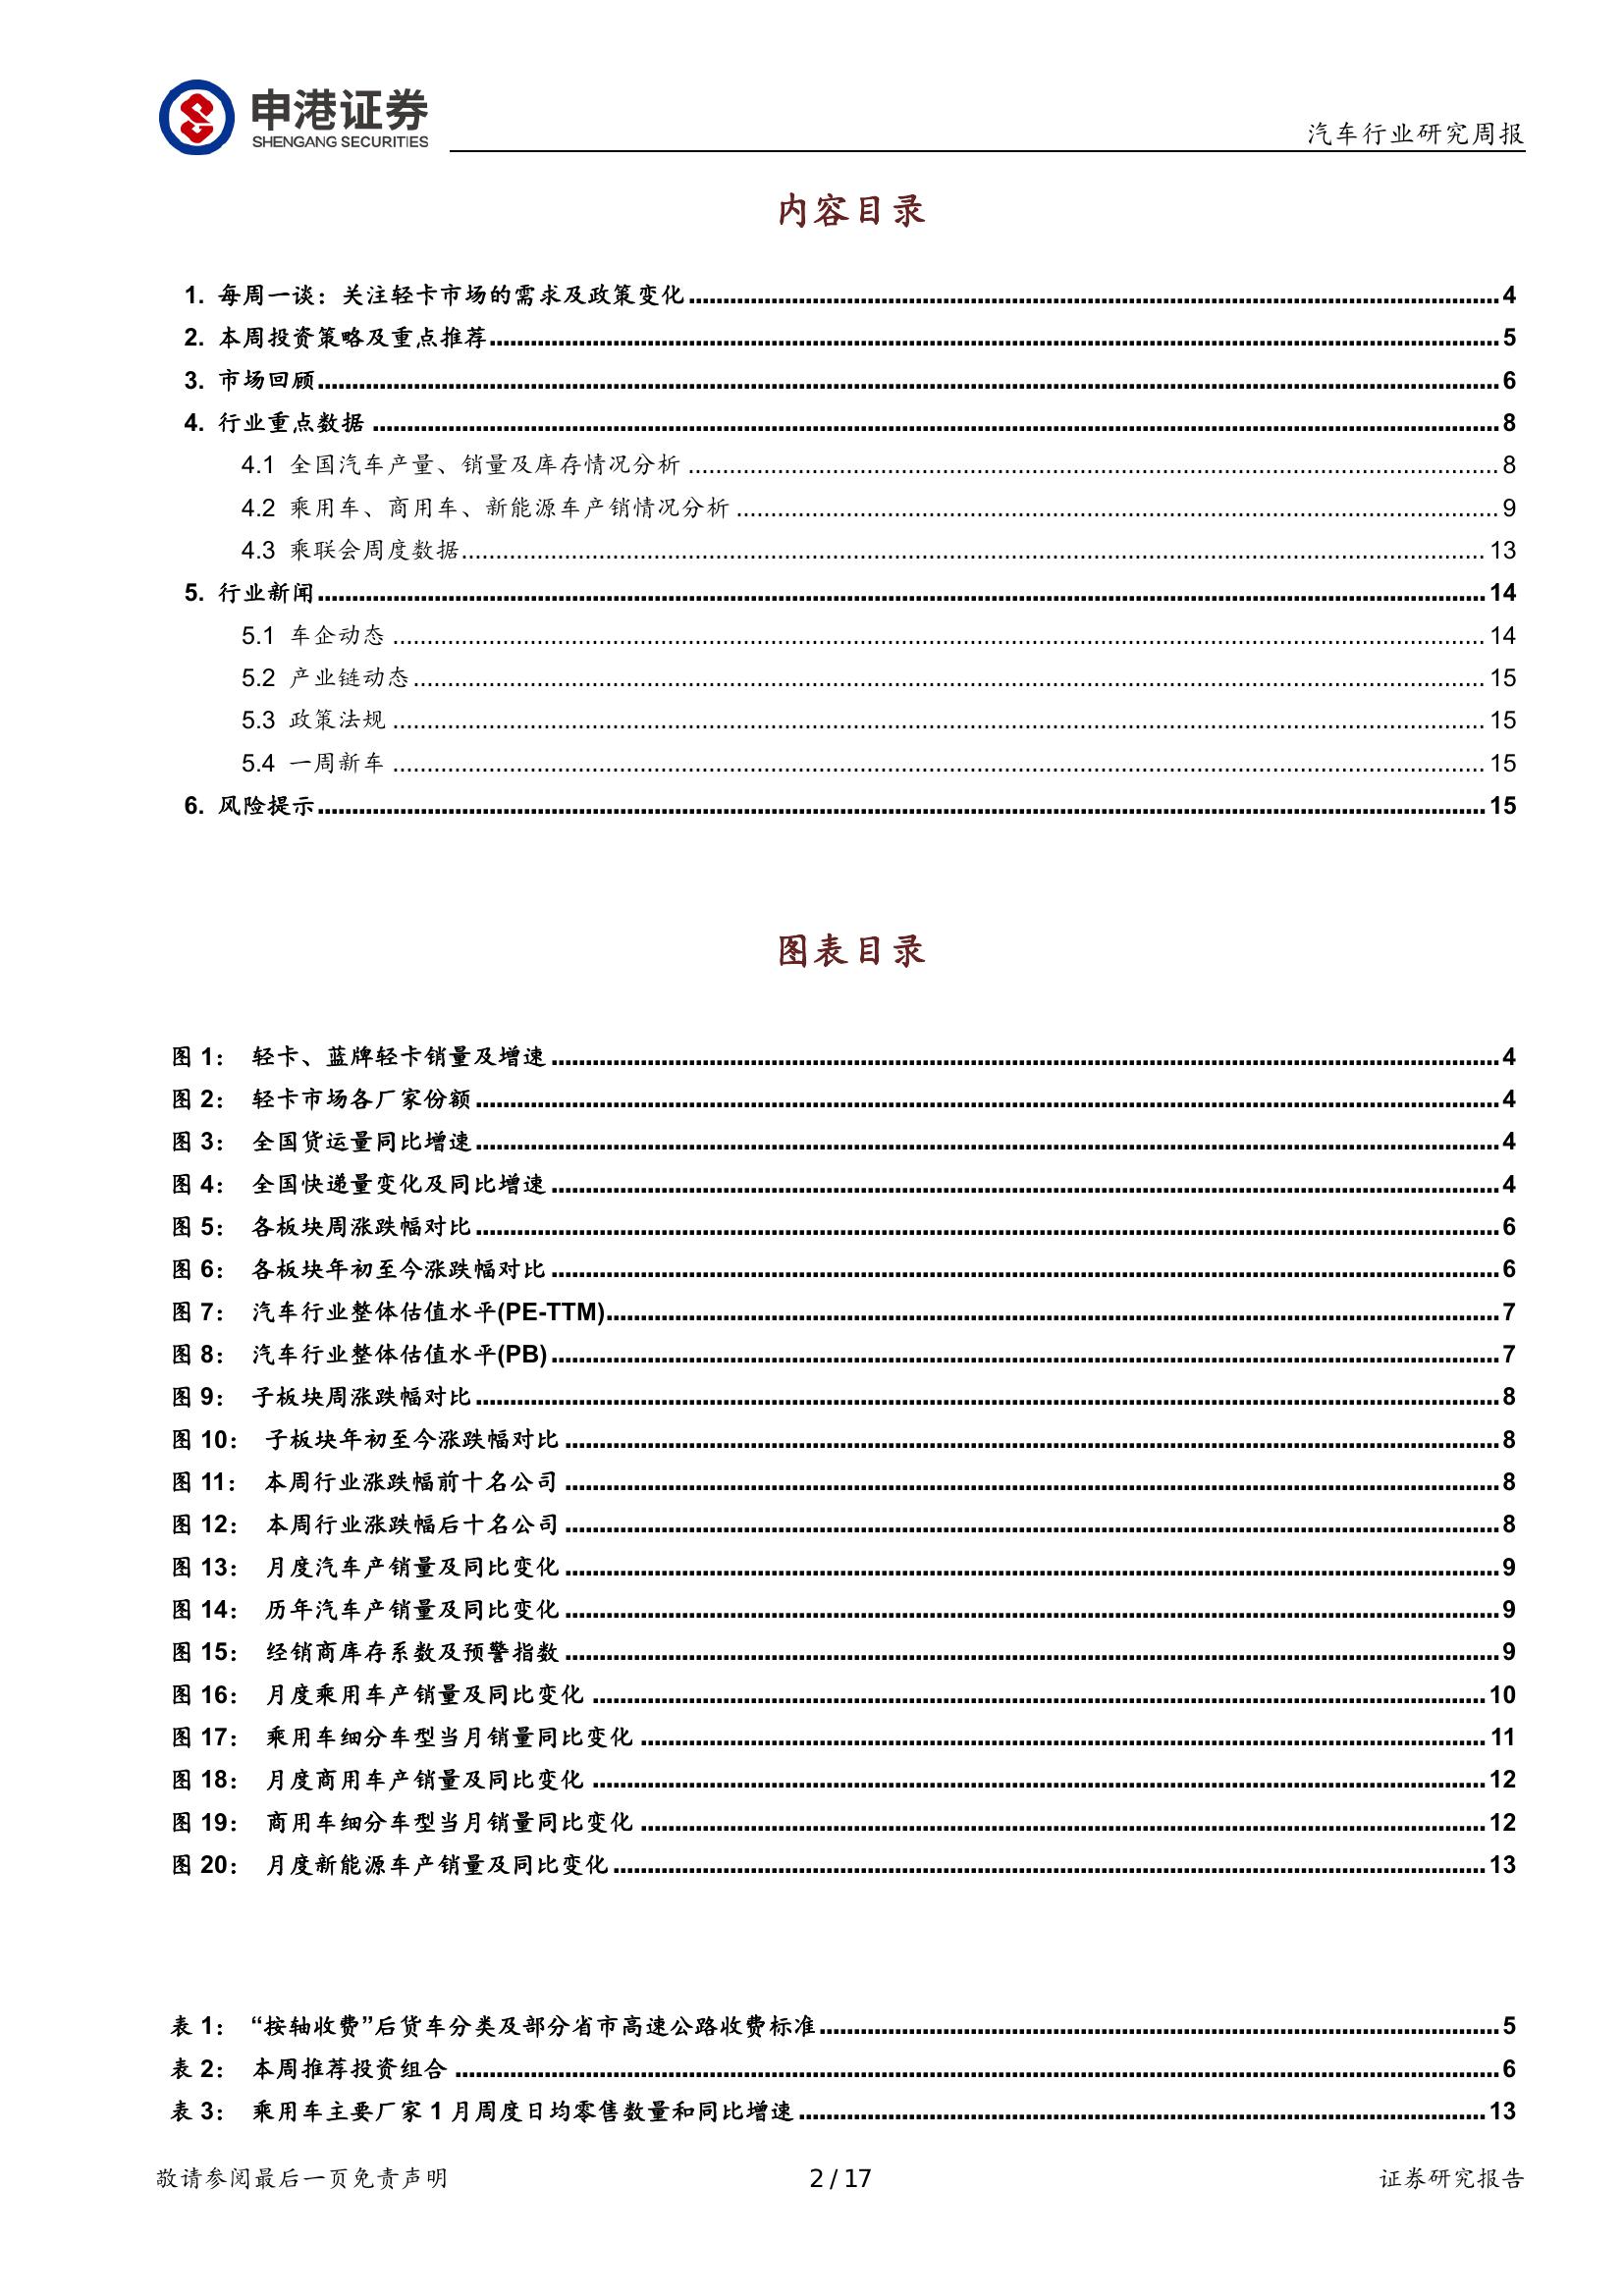 申港证券
SHENGANG SECURITIES
汽车行业研究周报
内容目录
1. 每周一谈：关注轻卡市场的需求及政策变化 4
2. 本周投资策略及重点推荐 5
3. 市场回顾 6
4. 行业重点数据 8
4.1 全国汽车产量、销量及库存情况分析 8
4.2 乘用车、商用车、新能源车产销情况分析 9
4.3 乘联会周度数据 13
5. 行业新闻 14
5.1 车企动态 14
5.2 产业链动态 15
5.3 政策法规 15
5.4 一周新车 15
6. 风险提示 15
图表目录
图 1： 轻卡、蓝牌轻卡销量及增速 4
图 2： 轻卡市场各厂家份额 4
图 3： 全国货运量同比增速 4
图 4： 全国快递量变化及同比增速 4
图 5： 各板块周涨跌幅对比 6
图 6： 各板块年初至今涨跌幅对比 6
图 7： 汽车行业整体估值水平(PE-TTM) 7
图 8： 汽车行业整体估值水平(PB) 7
图 9： 子板块周涨跌幅对比 8
图 10： 子板块年初至今涨跌幅对比 8
图 11： 本周行业涨跌幅前十名公司 8
图 12： 本周行业涨跌幅后十名公司 8
图 13： 月度汽车产销量及同比变化 9
图 14： 历年汽车产销量及同比变化 9
图 15： 经销商库存系数及预警指数 9
图 16： 月度乘用车产销量及同比变化 10
图 17： 乘用车细分车型当月销量同比变化 11
图 18： 月度商用车产销量及同比变化 12
图 19： 商用车细分车型当月销量同比变化 12
图 20： 月度新能源车产销量及同比变化 13
表 1： “按轴收费”后货车分类及部分省市高速公路收费标准 5
表 2： 本周推荐投资组合 6
表 3： 乘用车主要厂家 1 月周度日均零售数量和同比增速 13
敬请参阅最后一页免责声明 2 / 17 证券研究报告